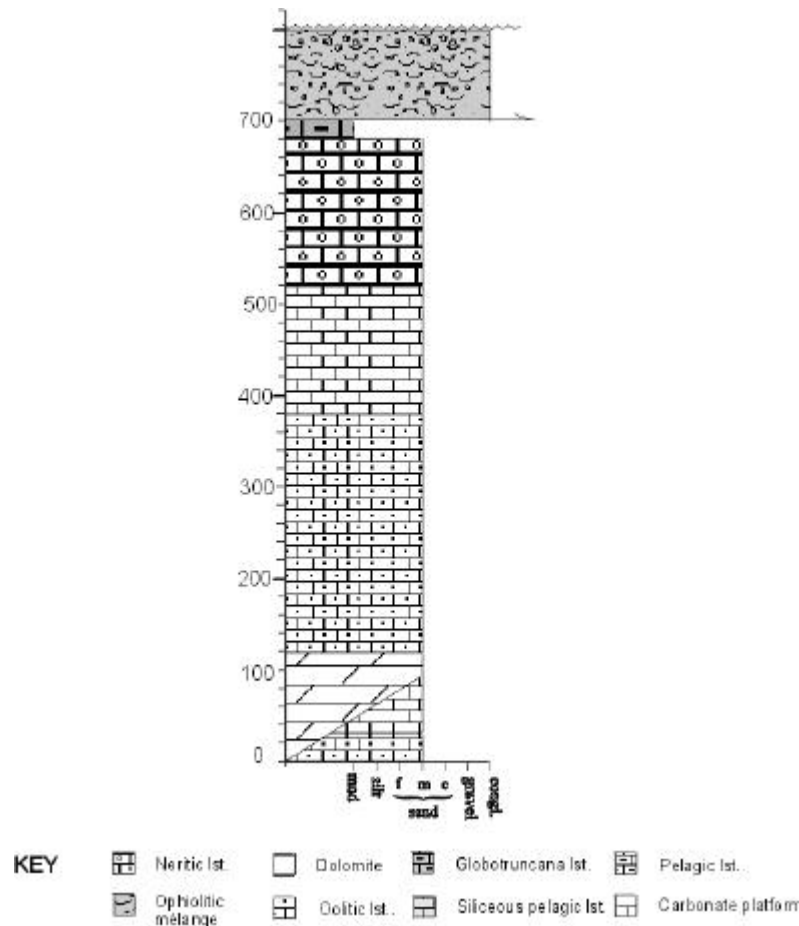 700
600
500
400
300
200
100
0
mud
silt
f m c
sand
gravel
congl.
KEY
Neritic lst.
Dolomite
Globotruncana lst.
Pelagic lst..
Ophiolitic
mélange
Oolitic lst..
Siliceous pelagic lst
Carbonate platform